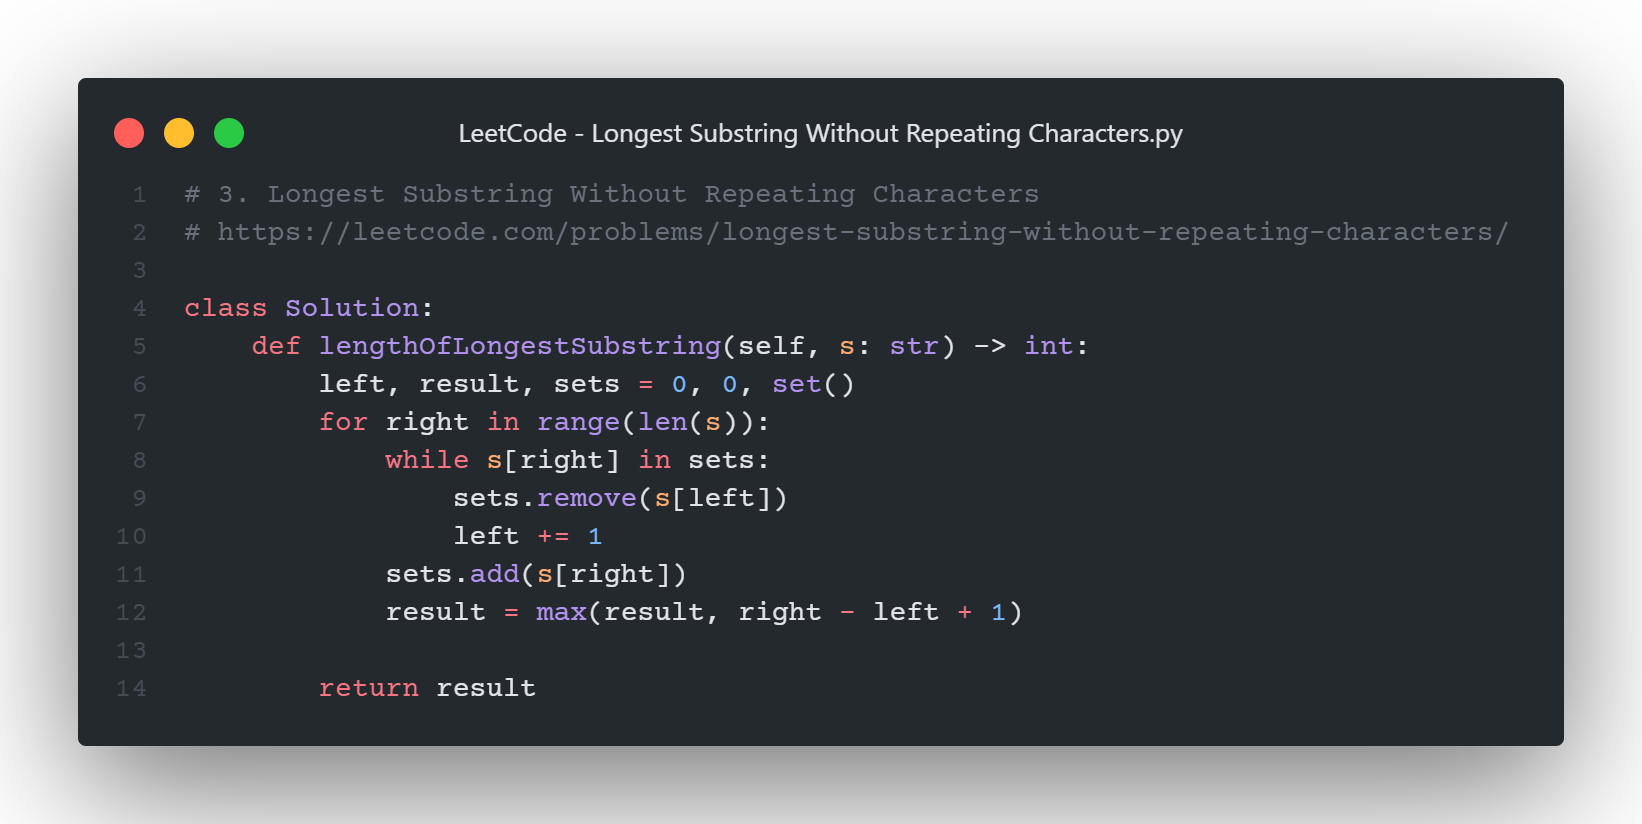 LeetCode - Longest Substring Without Repeating Characters.py
1 # 3. Longest Substring Without Repeating Characters
2 # https://leetcode.com/problems/longest-substring-without-repeating-characters/
3
4 class Solution:
5     def lengthOfLongestSubstring(self, s: str) -> int:
6         left, result, sets = 0, 0, set()
7         for right in range(len(s)):
8             while s[right] in sets:
9                 sets.remove(s[left])
10                 left += 1
11             sets.add(s[right])
12             result = max(result, right - left + 1)
13
14         return result